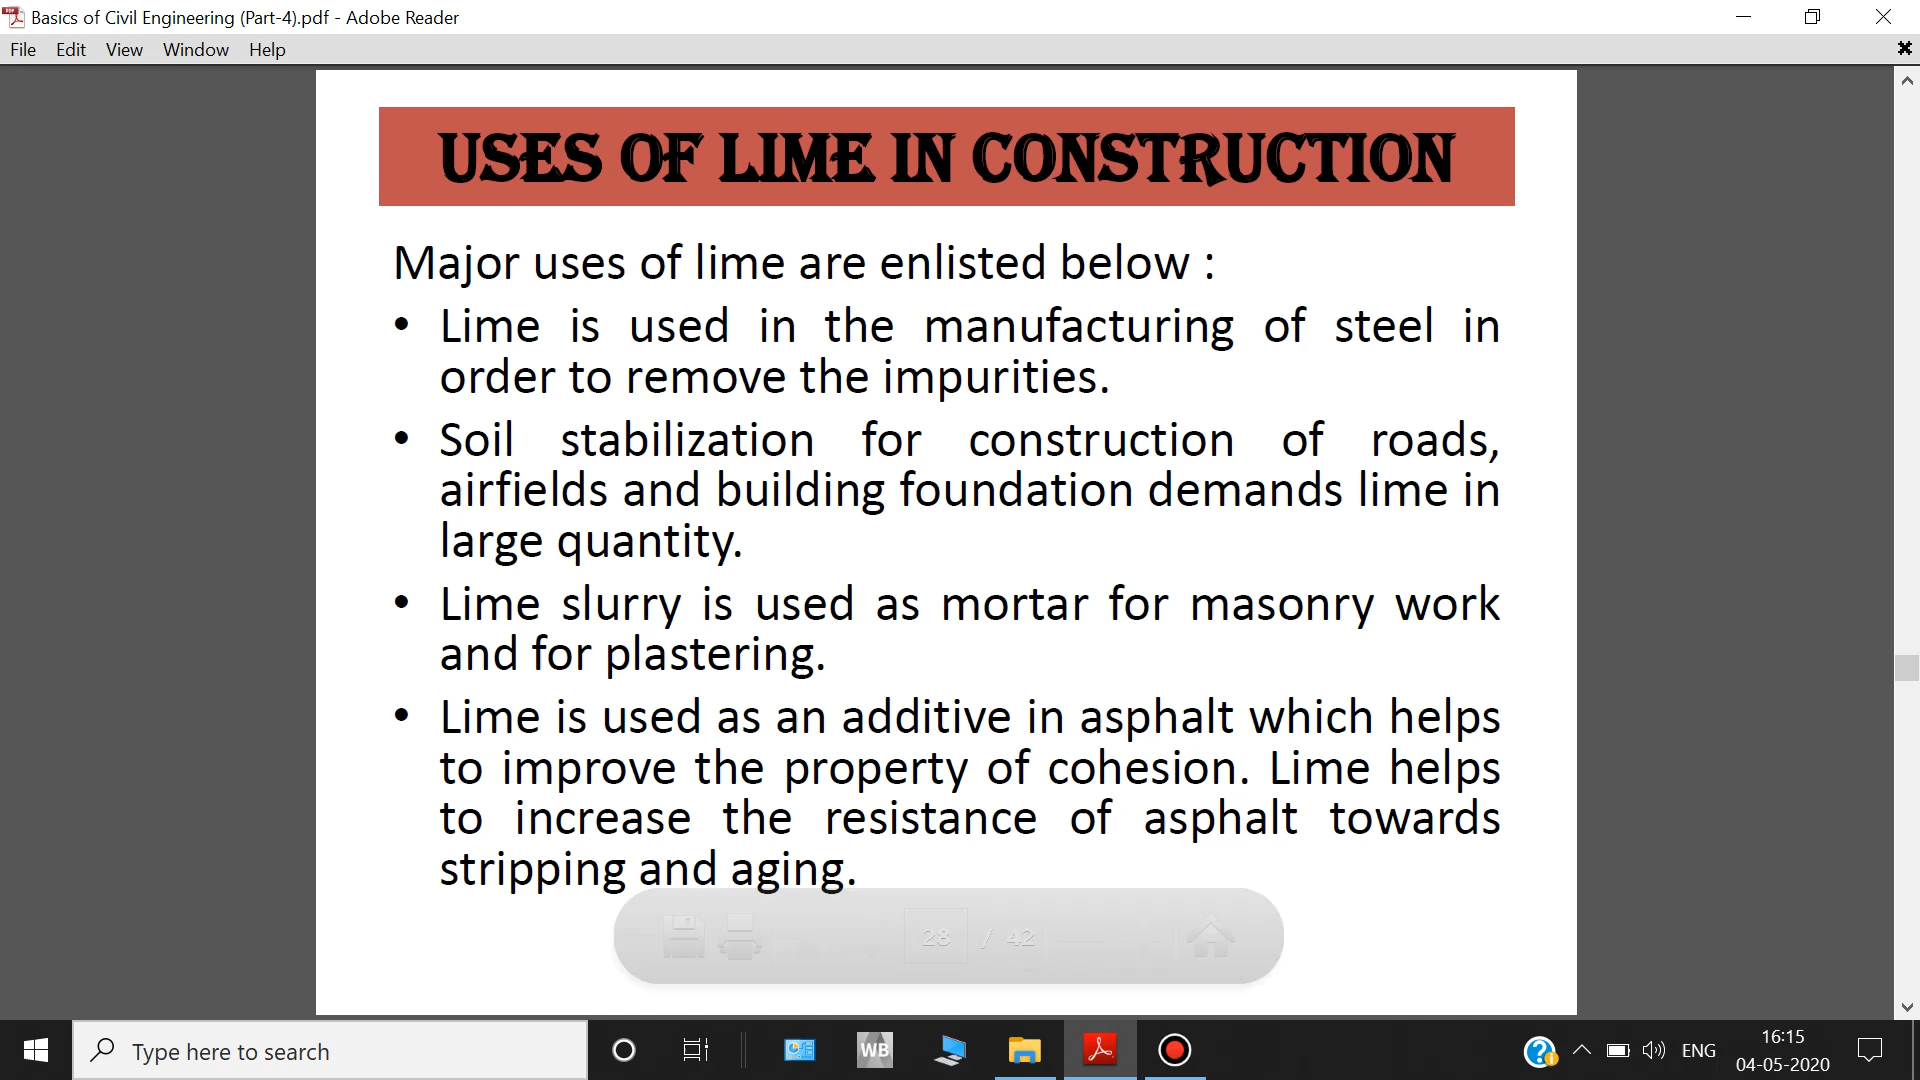 Basics of Civil Engineering (Part-4).pdf - Adobe Reader
File Edit View Window Help
USES OF LIME IN CONSTRUCTION
Major uses of lime are enlisted below :
• Lime is used in the manufacturing of steel in
order to remove the impurities.
• Soil stabilization for construction of roads,
airfields and building foundation demands lime in
large quantity.
• Lime slurry is used as mortar for masonry work
and for plastering.
• Lime is used as an additive in asphalt which helps
to improve the property of cohesion. Lime helps
to increase the resistance of asphalt towards
stripping and aging.
28 / 42
Type here to search
WB
ENG
16:15
04-05-2020